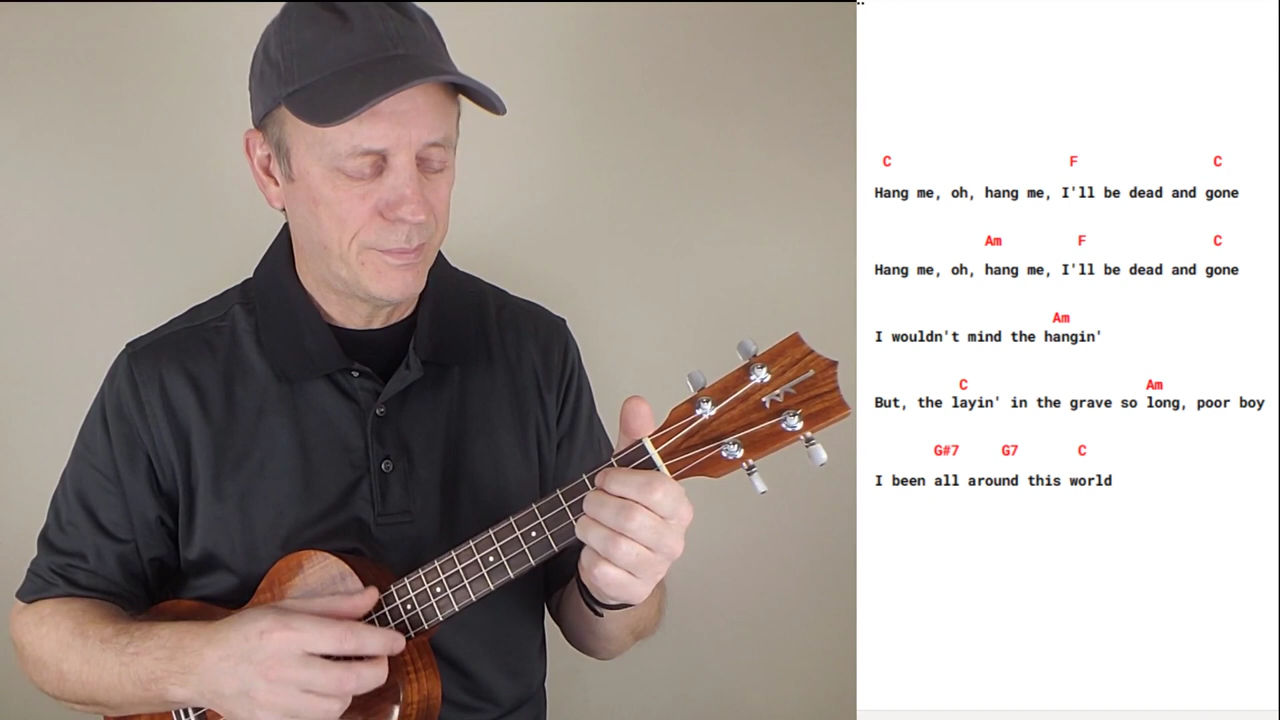 C F C
Hang me, oh, hang me, I'll be dead and gone
Am F C
Hang me, oh, hang me, I'll be dead and gone
Am
I wouldn't mind the hangin'
C Am
But, the layin' in the grave so long, poor boy
G#7 G7 C
I been all around this world